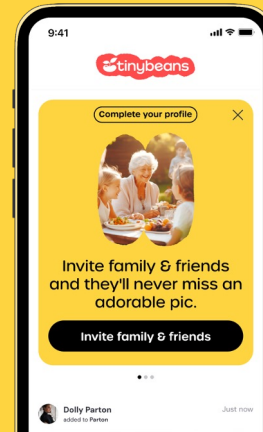 9:41
tinybeans
Complete your profile
Invite family & friends
and they'll never miss an
adorable pic.
Invite family & friends
Dolly Parton
Just now
added to Parton